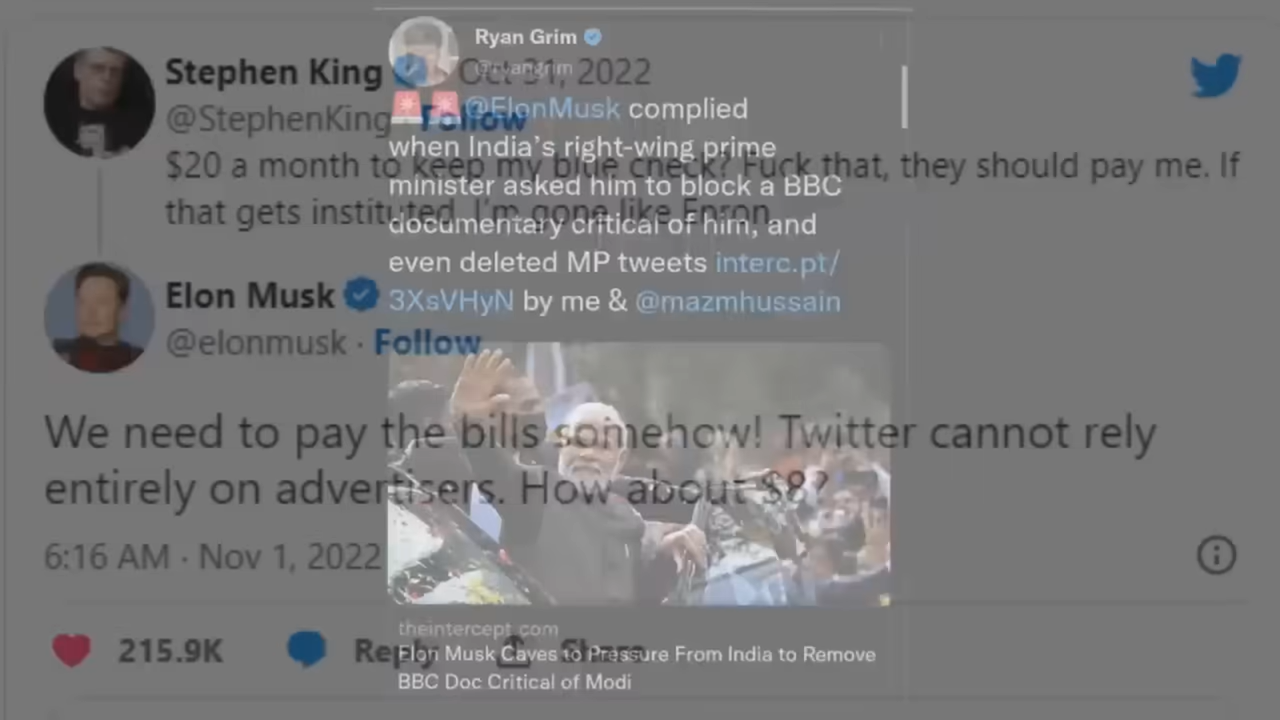 Stephen King Oct 31, 2022
@StephenKing · Follow
$20 a month to keep my blue check? Fuck that, they should pay me. If
that gets instituted, I'm gone like Enron.
Elon Musk
@elonmusk · Follow
We need to pay the bills somehow! Twitter cannot rely
entirely on advertisers. How about $8?
6:16 AM · Nov 1, 2022
215.9K Reply Share
Ryan Grim
@ryangrim
🚨🚨@ElonMusk complied
when India’s right-wing prime
minister asked him to block a BBC
documentary critical of him, and
even deleted MP tweets interc.pt/
3XsVHyN by me & @mazmhussain
theintercept.com
Elon Musk Caves to Pressure From India to Remove
BBC Doc Critical of Modi